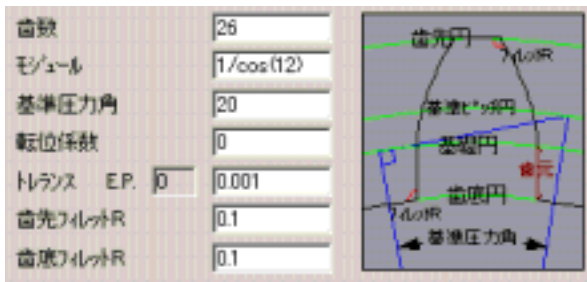 歯数 26
モジュール 1/cos(12)
基準圧力角 20
転位係数 0
トレランス E.P. 0 0.001
歯先フィレットR 0.1
歯底フィレットR 0.1
歯先円
フィレットR
基準ピッチ円
基礎円
歯元
歯底円
フィレットR
基準圧力角